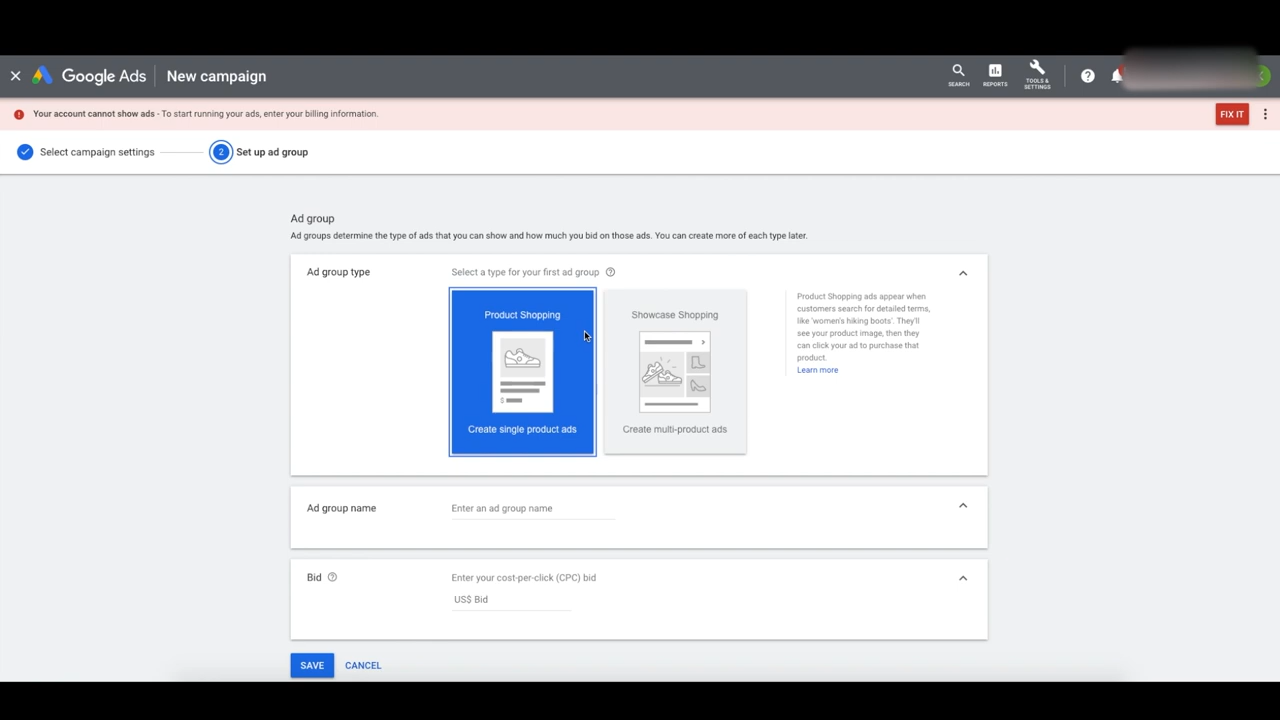 Google Ads
New campaign
SEARCH
REPORTS
TOOLS &
SETTINGS
Your account cannot show ads - To start running your ads, enter your billing information.
FIX IT
Select campaign settings
2
Set up ad group
Ad group
Ad groups determine the type of ads that you can show and how much you bid on those ads. You can create more of each type later.
Ad group type
Select a type for your first ad group
Product Shopping
Create single product ads
Showcase Shopping
Create multi-product ads
Product Shopping ads appear when
customers search for detailed terms,
like 'women's hiking boots'. They'll
see your product image, then they
can click your ad to purchase that
product.
Learn more
Ad group name
Enter an ad group name
Bid
Enter your cost-per-click (CPC) bid
US$ Bid
SAVE
CANCEL